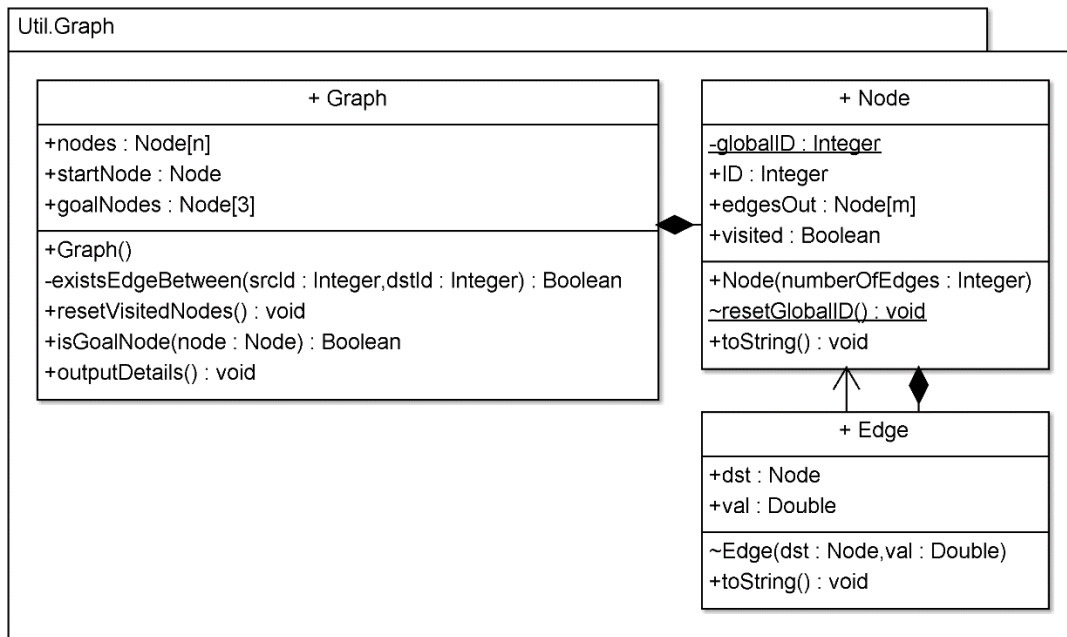 Util.Graph
+ Graph
+nodes : Node[n]
+startNode : Node
+goalNodes : Node[3]
+Graph()
-existsEdgeBetween(srcId : Integer,dstId : Integer) : Boolean
+resetVisitedNodes() : void
+isGoalNode(node : Node) : Boolean
+outputDetails() : void
+ Node
-globalID : Integer
+ID : Integer
+edgesOut : Node[m]
+visited : Boolean
+Node(numberOfEdges : Integer)
~resetGlobalID() : void
+toString() : void
+ Edge
+dst : Node
+val : Double
~Edge(dst : Node,val : Double)
+toString() : void